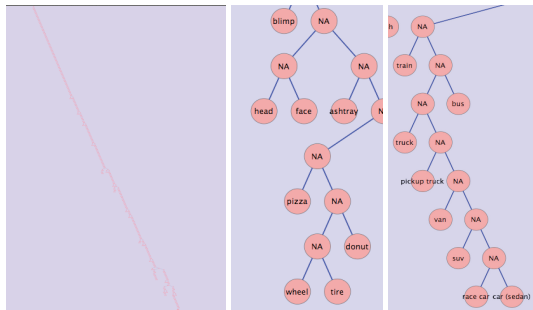 blimp NA
NA NA
head face ashtray N
NA
pizza NA
NA donut
wheel tire
h NA
train NA
NA bus
truck NA
pickup truck NA
van NA
suv NA
race car car (sedan)